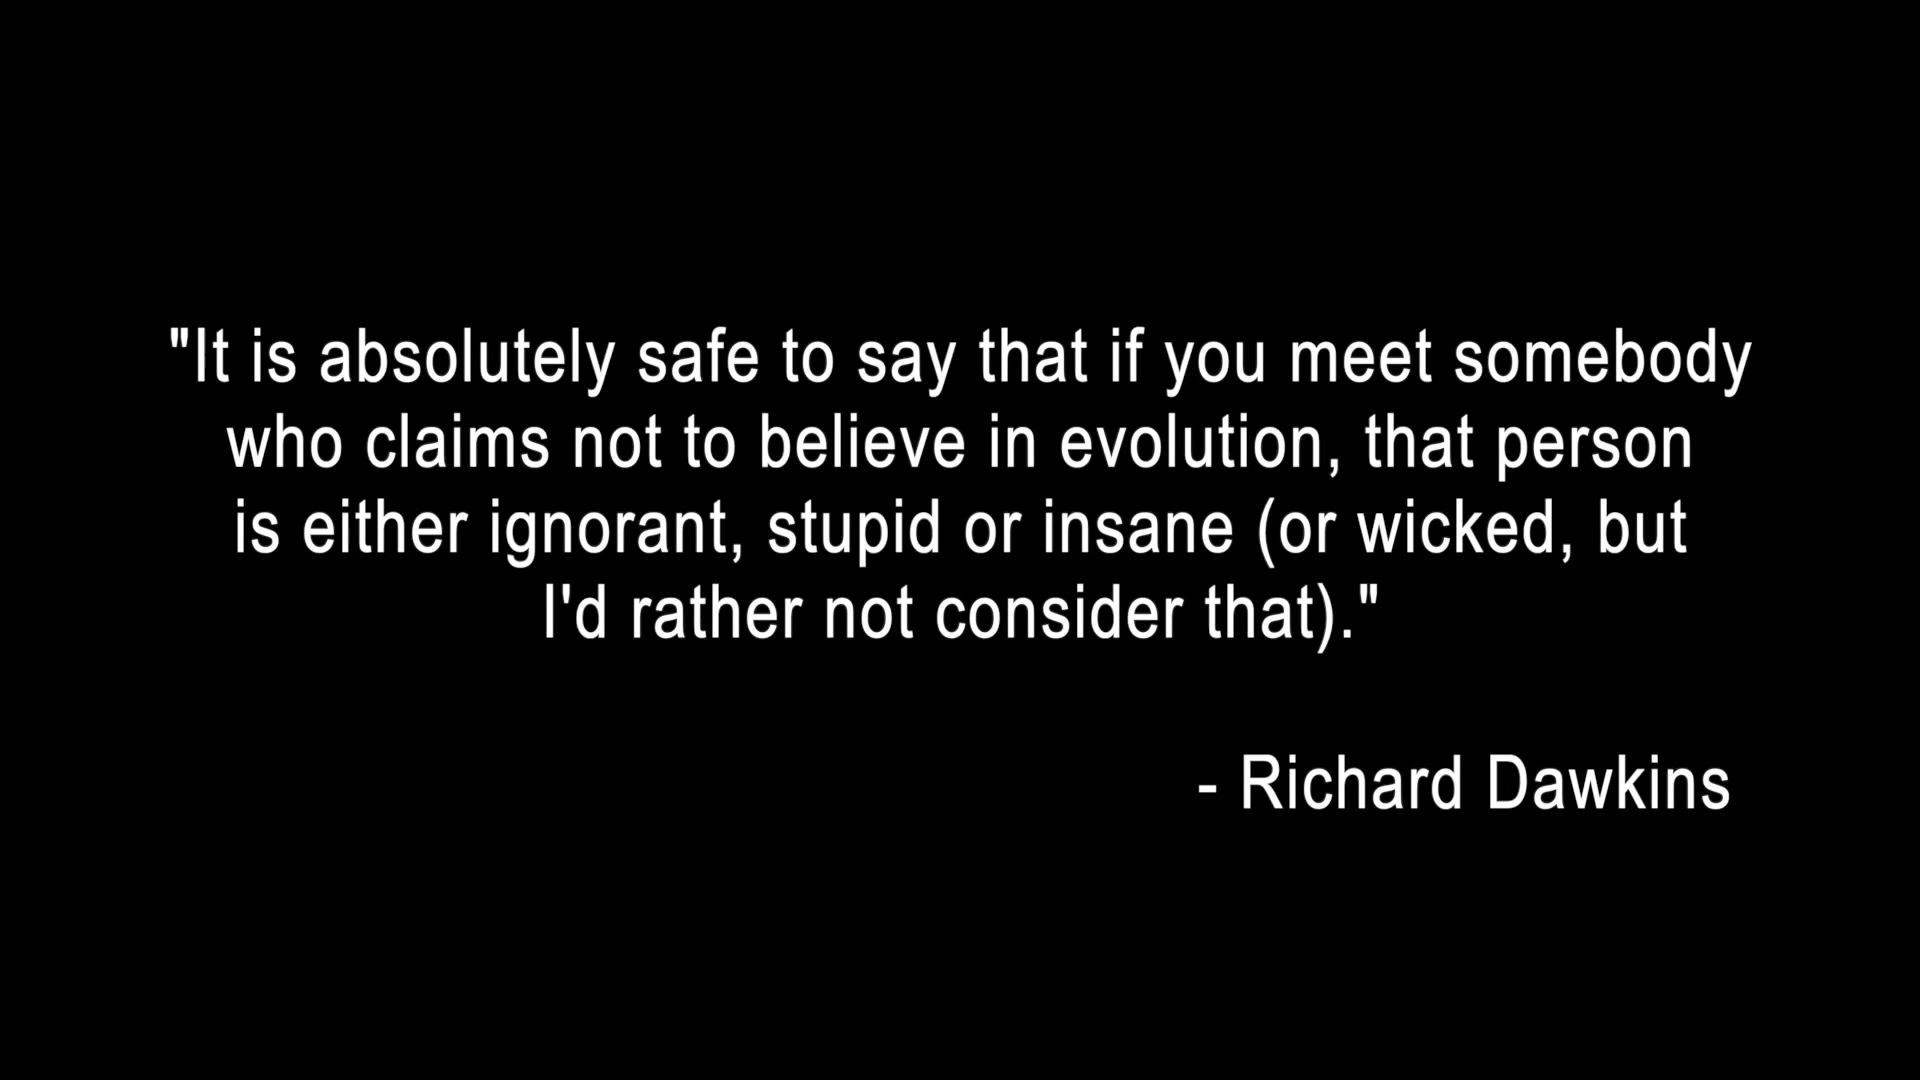 "It is absolutely safe to say that if you meet somebody
who claims not to believe in evolution, that person
is either ignorant, stupid or insane (or wicked, but
I'd rather not consider that)."
- Richard Dawkins